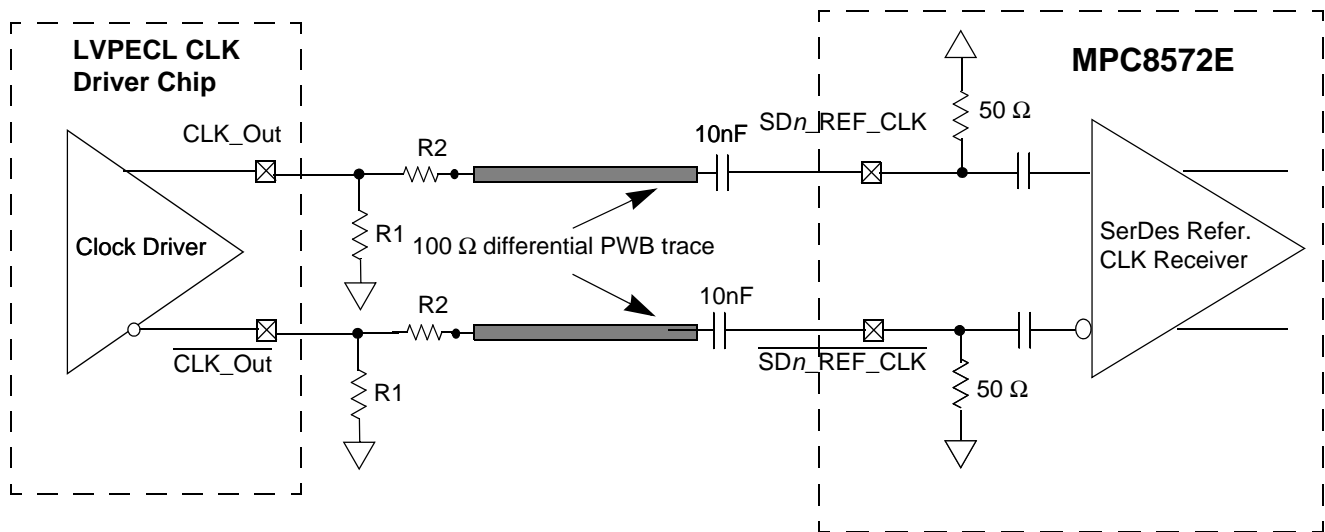 LVPECL CLK
Driver Chip
MPC8572E
CLK_Out
R2
10nF
SDn_REF_CLK
50 Ω
Clock Driver
R1
100 Ω differential PWB trace
SerDes Refer.
CLK Receiver
R2
10nF
CLK_Out
SDn_REF_CLK
R1
50 Ω